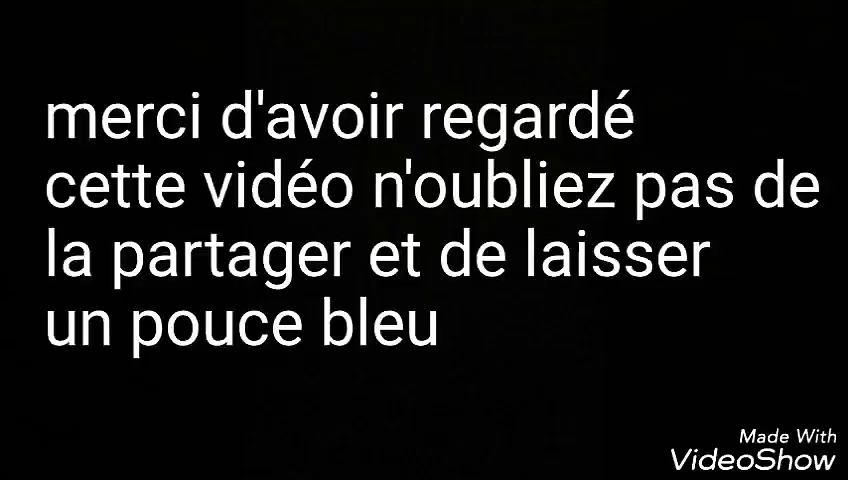 merci d'avoir regardé
cette vidéo n'oubliez pas de
la partager et de laisser
un pouce bleu
Made With
VideoShow